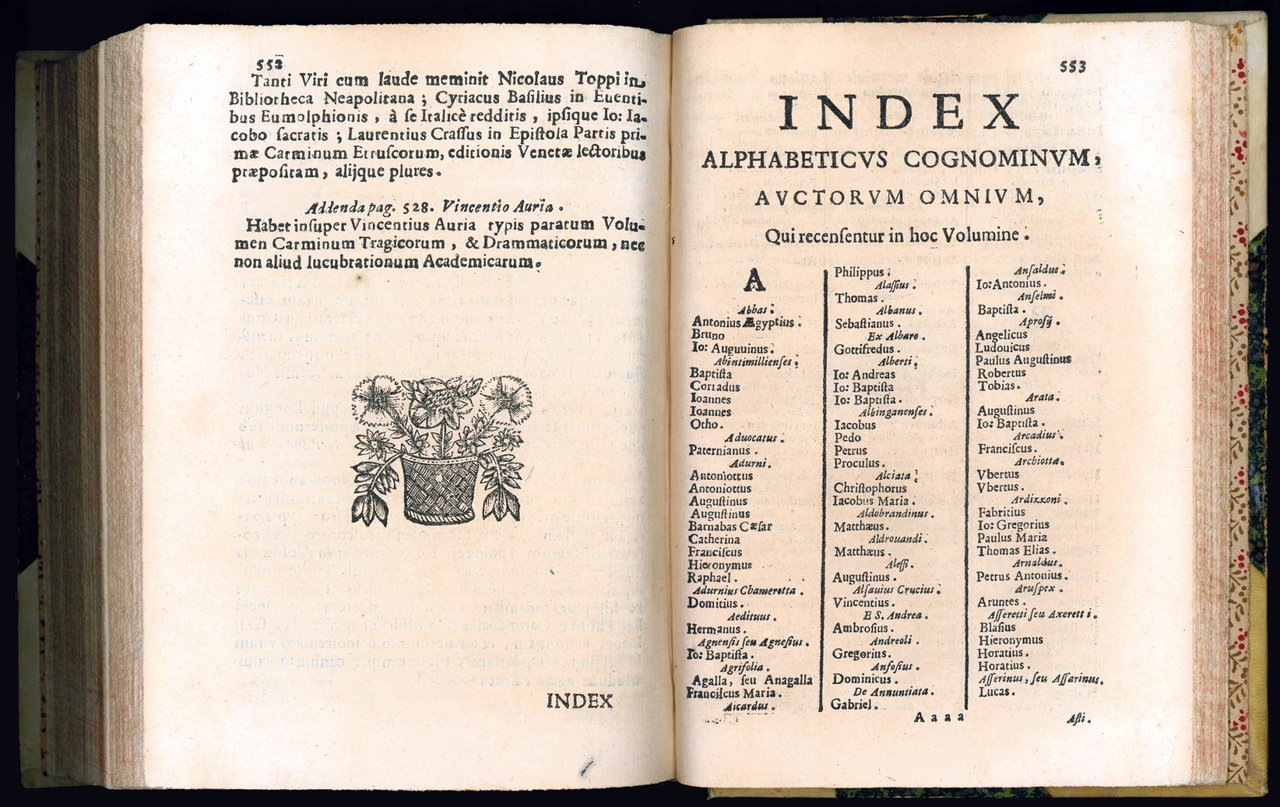 552
Tanti Viri cum laude meminit Nicolaus Toppi in
Bibliotheca Neapolitana ; Cyriacus Basilius in Euenti-
bus Eumolphionis , à se Italicè redditis , ipsique Io: Ia-
cobo sacratis ; Laurentius Crassus in Epistola Partis pri-
mæ Carminum Etruscorum, editionis Venetæ lectoribus
præpositam , alijque plures .
Addenda pag. 528. Vincentio Auria .
Habet insuper Vincentius Auria typis paratum Volu-
men Carminum Tragicorum , & Drammaticorum , nec
non aliud lucubrationum Academicarum.
INDEX
553
INDEX
ALPHABETICVS COGNOMINVM,
AVCTORVM OMNIVM,
Qui recensentur in hoc Volumine .
A
Abbas .
Antonius Ægyptius .
Bruno
Io: Auguuinus .
Abintimillienses .
Baptista
Corradus
Ioannes
Ioannes
Otho .
Aduocatus .
Paternianus .
Adurni .
Antoniottus
Antoniottus
Augustinus
Augustinus
Barnabas Cæsar
Catherina
Franciscus
Hieronymus
Raphael .
Adurnius Chamerotta .
Domitius .
Aedituus .
Hermanus .
Agnensis seu Agnesius .
Io: Baptista .
Agrifolia .
Agalla, seu Anagalla
Franciscus Maria .
Aicardus .
Philippus .
Alassius .
Thomas .
Albanus .
Sebastianus .
Ex Albaro .
Gottifredus .
Alberti .
Io: Andreas
Io: Baptista
Io: Baptista .
Albinganenses .
Iacobus
Pedo
Petrus
Proculus .
Alciata .
Christophorus
Iacobus Maria .
Aldobrandinus .
Matthæus .
Aldrouandi .
Matthæus .
Alessi .
Augustinus .
Alsauius Crucius .
Vincentius .
E S. Andrea .
Ambrosius .
Andreoli .
Gregorius .
Anfosius .
Dominicus .
De Annuntiata .
Gabriel .
Ansaldus .
Io: Antonius .
Anselmi .
Baptista .
Aprosij .
Angelicus
Ludouicus
Paulus Augustinus
Robertus
Tobias .
Arata .
Augustinus
Io: Baptista .
Arcadius .
Franciscus .
Archiotta .
Vbertus
Vbertus .
Ardizzoni .
Fabritius
Io: Gregorius
Paulus Maria
Thomas Elias .
Arnaldus .
Petrus Antonius .
Aruspex .
Aruntes .
Asseretti seu Axeretti .
Blasius
Hieronymus
Horatius .
Horatius .
Asserinus, seu Assarinus .
Lucas .
A a a a
Asti .